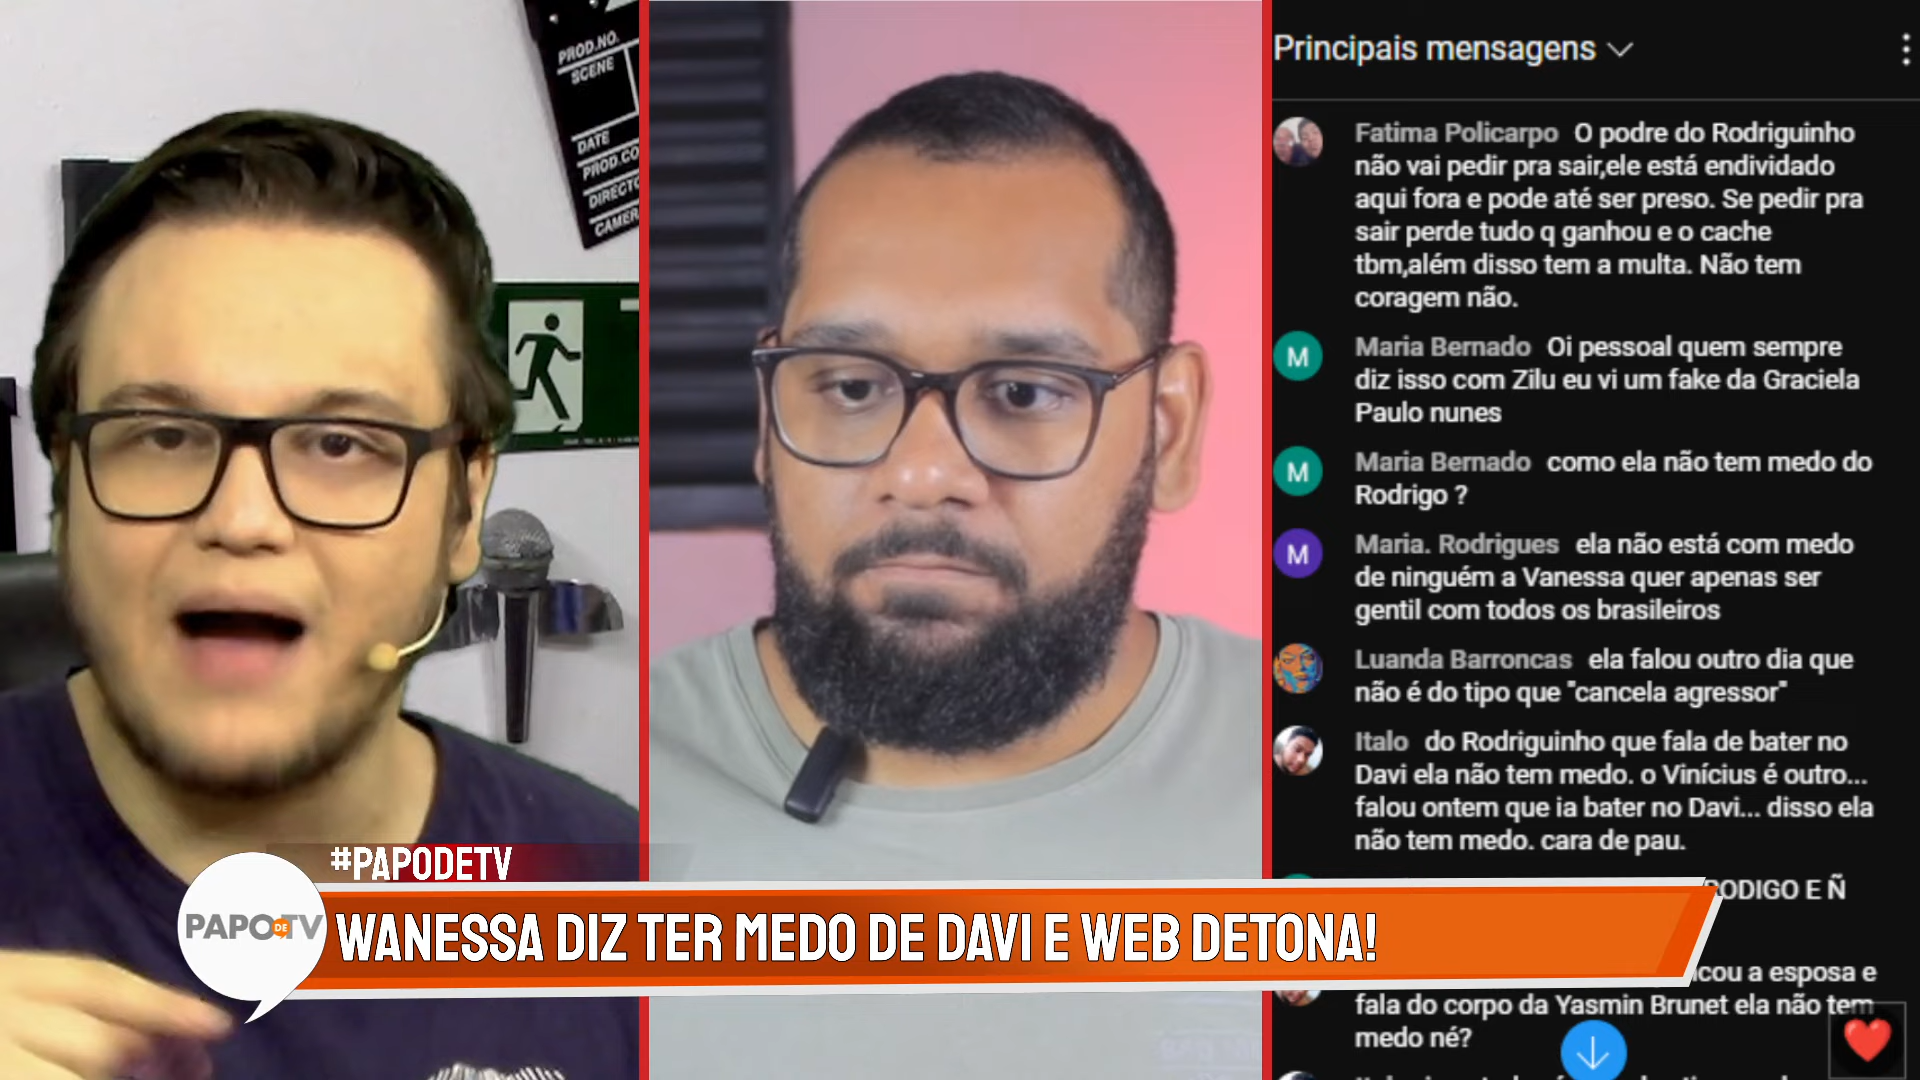 PROD.NO.
SCENE
DATE
PROD.CO
DIRECTO
CAMER
Principais mensagens
Fatima Policarpo O podre do Rodriguinho
não vai pedir pra sair,ele está endividado
aqui fora e pode até ser preso. Se pedir pra
sair perde tudo q ganhou e o cache
tbm,além disso tem a multa. Não tem
coragem não.
M
Maria Bernado Oi pessoal quem sempre
diz isso com Zilu eu vi um fake da Graciela
Paulo nunes
M
Maria Bernado como ela não tem medo do
Rodrigo ?
M
Maria. Rodrigues ela não está com medo
de ninguém a Vanessa quer apenas ser
gentil com todos os brasileiros
Luanda Barroncas ela falou outro dia que
não é do tipo que "cancela agressor"
Italo do Rodriguinho que fala de bater no
Davi ela não tem medo. o Vinícius é outro...
falou ontem que ia bater no Davi... disso ela
não tem medo. cara de pau.
RODIGO E Ñ
icou a esposa e
fala do corpo da Yasmin Brunet ela não tem
medo né?
#PAPODETV
PAPO DE TV
WANESSA DIZ TER MEDO DE DAVI E WEB DETONA!